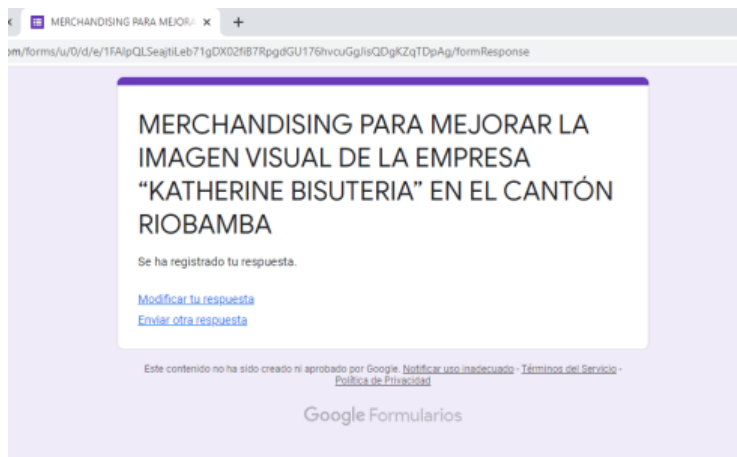 MERCHANDISING PARA MEJOR
om/forms/u/0/d/e/1FAIpQLSeajtiLeb71gDX02fiB7RpgdGU176hvcuGgJisQDgKZqTDpAg/formResponse
MERCHANDISING PARA MEJORAR LA
IMAGEN VISUAL DE LA EMPRESA
“KATHERINE BISUTERIA” EN EL CANTÓN
RIOBAMBA
Se ha registrado tu respuesta.
Modificar tu respuesta
Enviar otra respuesta
Este contenido no ha sido creado ni aprobado por Google. Notificar uso inadecuado - Términos del Servicio -
Política de Privacidad
Google Formularios